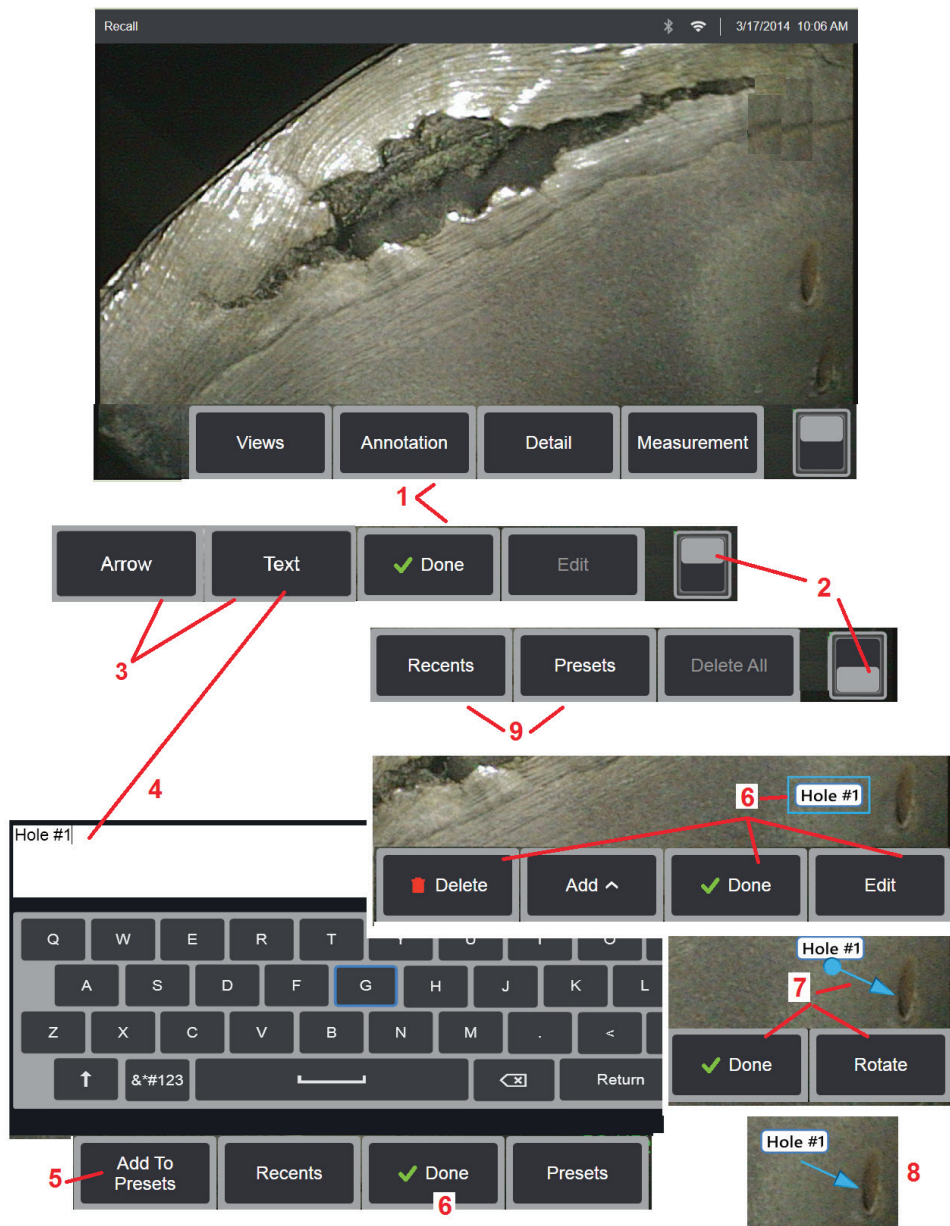 Recall 3/17/2014 10:06 AM
Views Annotation Detail Measurement
1
Arrow Text Done Edit
2
3
Recents Presets Delete All
9
4
6 Hole #1
Hole #1
Delete Add Done Edit
Q W E R T Y U I O
Hole #1
A S D F G H J K L
7
Z X C V B N M . <
Done Rotate
&*#123 Return
Hole #1
8
5 Add To
Presets Recents Done Presets
6